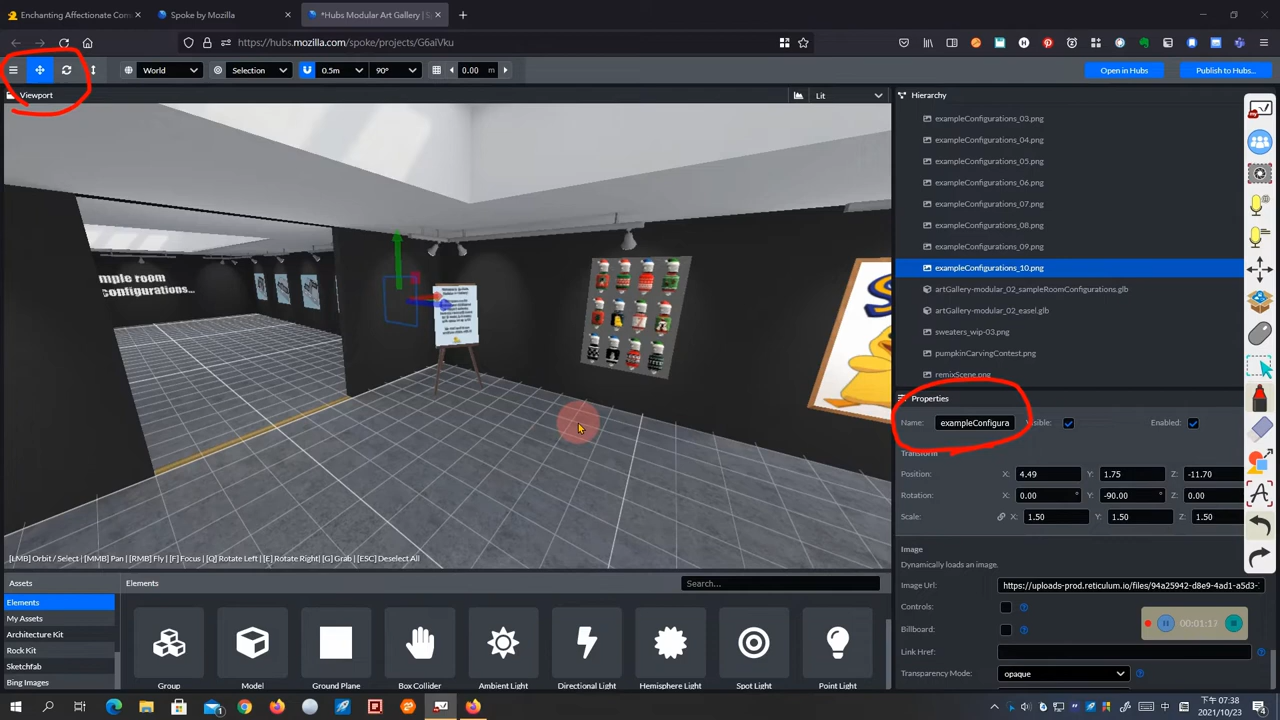 Enchanting Affectionate Com
Spoke by Mozilla
*Hubs Modular Art Gallery | S
https://hubs.mozilla.com/spoke/projects/G6aiVku
World
Selection
0.5m
90°
0.00 m
Open in Hubs
Publish to Hubs...
Viewport
Lit
Hierarchy
exampleConfigurations_03.png
exampleConfigurations_04.png
exampleConfigurations_05.png
exampleConfigurations_06.png
exampleConfigurations_07.png
exampleConfigurations_08.png
exampleConfigurations_09.png
exampleConfigurations_10.png
artGallery-modular_02_sampleRoomConfigurations.glb
artGallery-modular_02_easel.glb
sweaters_wip-03.png
pumpkinCarvingContest.png
remixScene.png
mple room
configurations...
Properties
Name: exampleConfigura
Visible:
Enabled:
Transform
Position: X: 4.49 Y: 1.75 Z: -11.70
Rotation: X: 0.00 ° Y: -90.00 ° Z: 0.00
Scale: X: 1.50 Y: 1.50 Z: 1.50
Image
Dynamically loads an image.
Image Url: https://uploads-prod.reticulum.io/files/94a25942-d8e9-4ad1-a5d3-
Controls:
Billboard:
00:01:17
Link Href:
Transparency Mode: opaque
[LMB] Orbit / Select | [MMB] Pan | [RMB] Fly | [F] Focus | [Q] Rotate Left | [E] Rotate Right| [G] Grab | [ESC] Deselect All
Assets
Elements
Search...
Elements
My Assets
Architecture Kit
Rock Kit
Sketchfab
Bing Images
Group
Model
Ground Plane
Box Collider
Ambient Light
Directional Light
Hemisphere Light
Spot Light
Point Light
下午 07:38
2021/10/23